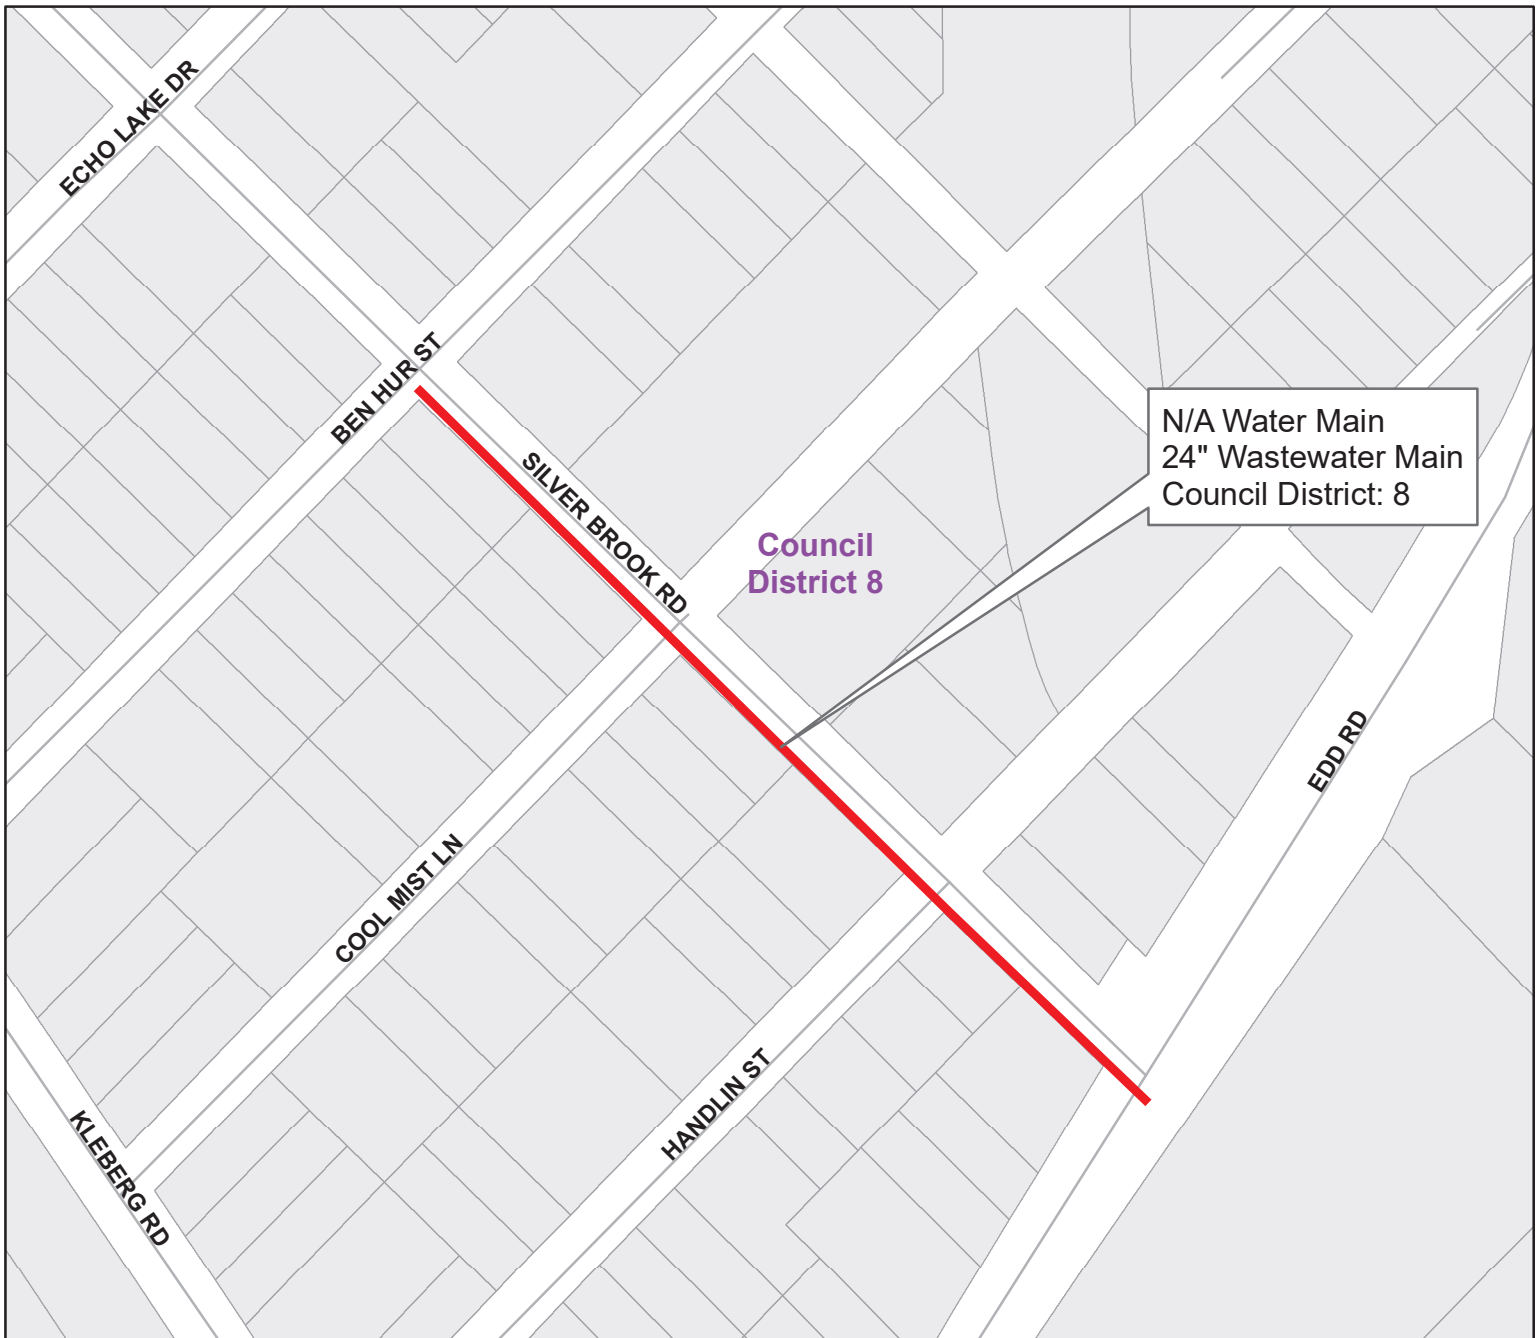 ECHO LAKE DR
BEN HUR ST
SILVER BROOK RD
N/A Water Main
24" Wastewater Main
Council District: 8
Council
District 8
EDD RD
COOL MIST LN
HANDLIN ST
KLEBERG RD